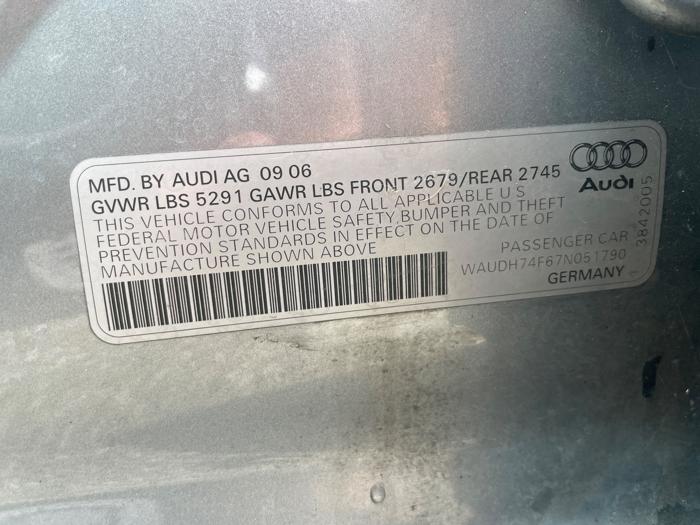 MFD. BY AUDI AG 09 06
GVWR LBS 5291 GAWR LBS FRONT 2679/REAR 2745
THIS VEHICLE CONFORMS TO ALL APPLICABLE U S
FEDERAL MOTOR VEHICLE SAFETY,BUMPER AND THEFT
PREVENTION STANDARDS IN EFFECT ON THE DATE OF
MANUFACTURE SHOWN ABOVE
Audi
PASSENGER CAR
WAUDH74F67N051790
GERMANY
3842005